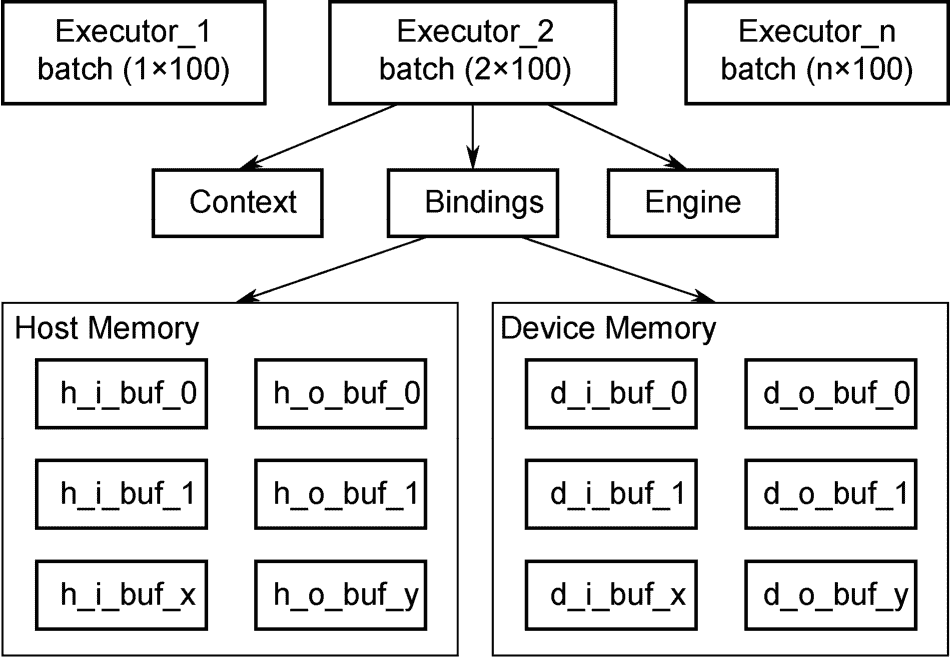 Executor_1
batch (1×100)
Executor_2
batch (2×100)
Executor_n
batch (n×100)
Context
Bindings
Engine
Host Memory
h_i_buf_0
h_o_buf_0
h_i_buf_1
h_o_buf_1
h_i_buf_x
h_o_buf_y
Device Memory
d_i_buf_0
d_o_buf_0
d_i_buf_1
d_o_buf_1
d_i_buf_x
d_o_buf_y